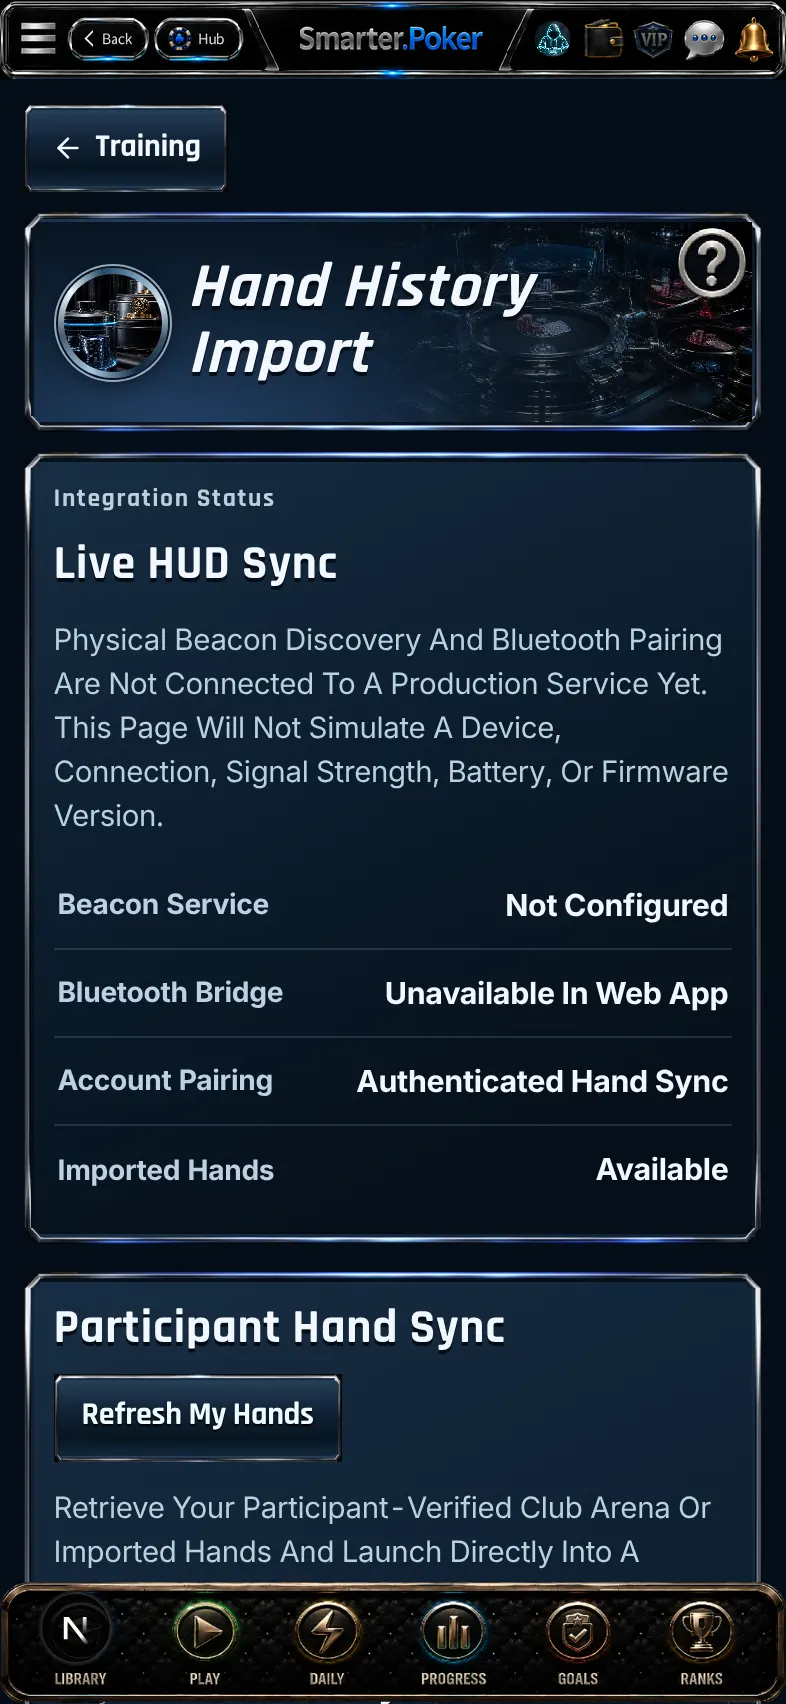 Back
Hub
Smarter.Poker
VIP
Training
Hand History
Import
?
Integration Status
Live HUD Sync
Physical Beacon Discovery And Bluetooth Pairing
Are Not Connected To A Production Service Yet.
This Page Will Not Simulate A Device,
Connection, Signal Strength, Battery, Or Firmware
Version.
Beacon Service Not Configured
Bluetooth Bridge Unavailable In Web App
Account Pairing Authenticated Hand Sync
Imported Hands Available
Participant Hand Sync
Refresh My Hands
Retrieve Your Participant-Verified Club Arena Or
Imported Hands And Launch Directly Into A
N
LIBRARY PLAY DAILY PROGRESS GOALS RANKS